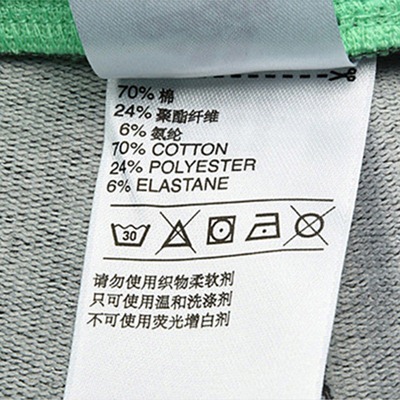 70% 棉
24% 聚酯纤维
6% 氨纶
70% COTTON
24% POLYESTER
6% ELASTANE
30
请勿使用织物柔软剂
只可使用温和洗涤剂
不可使用荧光增白剂